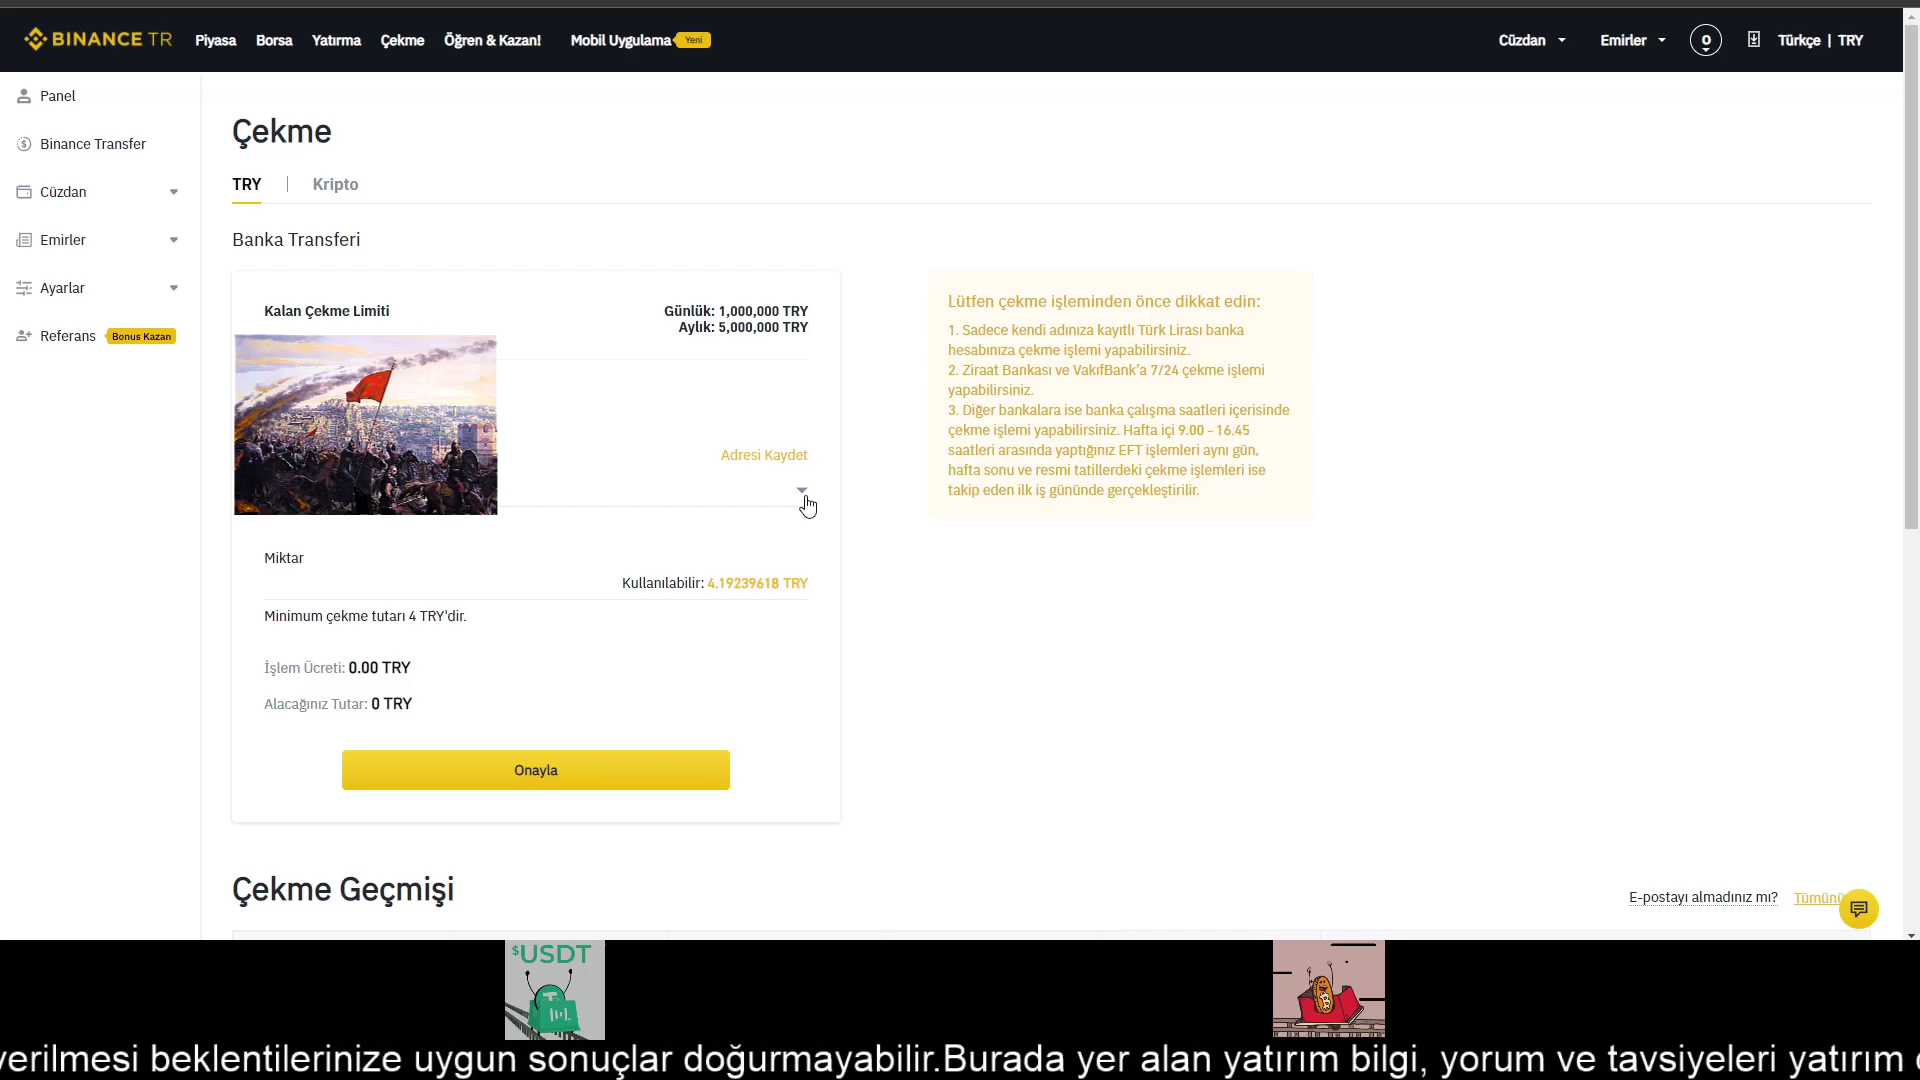 BINANCE TR Piyasa Borsa Yatırma Çekme Öğren & Kazan! Mobil Uygulama Yeni Cüzdan Emirler Türkçe | TRY
Panel
Binance Transfer
Cüzdan
Emirler
Ayarlar
Referans Bonus Kazan
Çekme
TRY | Kripto
Banka Transferi
Kalan Çekme Limiti
Günlük: 1,000,000 TRY
Aylık: 5,000,000 TRY
Adresi Kaydet
Miktar
Kullanılabilir: 4.19239618 TRY
Minimum çekme tutarı 4 TRY'dir.
İşlem Ücreti: 0.00 TRY
Alacağınız Tutar: 0 TRY
Onayla
Lütfen çekme işleminden önce dikkat edin:
1. Sadece kendi adınıza kayıtlı Türk Lirası banka
hesabınıza çekme işlemi yapabilirsiniz.
2. Ziraat Bankası ve VakıfBank’a 7/24 çekme işlemi
yapabilirsiniz.
3. Diğer bankalara ise banka çalışma saatleri içerisinde
çekme işlemi yapabilirsiniz. Hafta içi 9.00 - 16.45
saatleri arasında yaptığınız EFT işlemleri aynı gün,
hafta sonu ve resmi tatillerdeki çekme işlemleri ise
takip eden ilk iş gününde gerçekleştirilir.
Çekme Geçmişi
E-postayı almadınız mı? Tümünü
$USDT
verilmesi beklentilerinize uygun sonuçlar doğurmayabilir.Burada yer alan yatırım bilgi, yorum ve tavsiyeleri yatırım